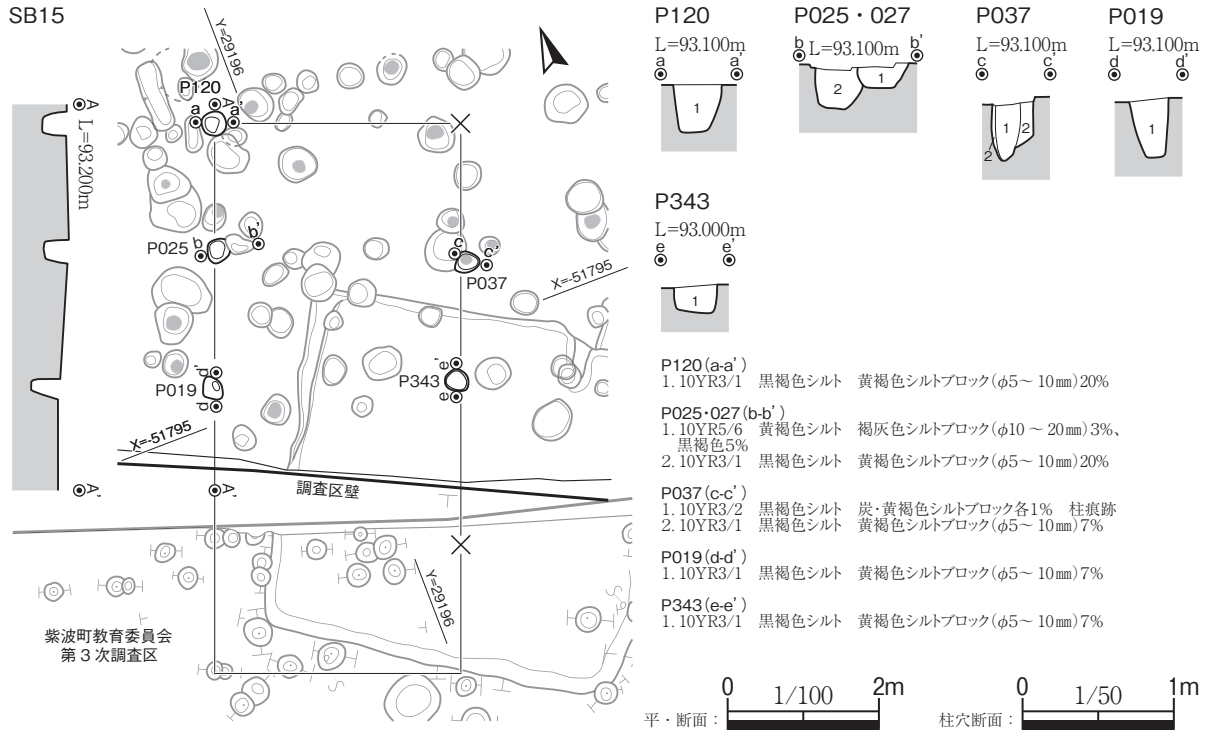 SB15
Y=29196
P120
A
a
a'
A
L=93.200m
b
b'
P025
c
c'
P037
X=-51795
d'
P019
d
e'
P343
e
X=-51795
調査区壁
A'
A'
Y=29196
紫波町教育委員会
第3次調査区
P120
L=93.100m
a
a'
1
P025・027
b
L=93.100m
b'
2
1
P037
L=93.100m
c
c'
1
2
2
P019
L=93.100m
d
d'
1
P343
L=93.000m
e
e'
1
P120(a-a')
1. 10YR3/1 黒褐色シルト 黄褐色シルトブロック(φ5～10㎜)20%
P025・027(b-b')
1. 10YR5/6 黄褐色シルト 褐灰色シルトブロック(φ10～20㎜)3%、
黒褐色5%
2. 10YR3/1 黒褐色シルト 黄褐色シルトブロック(φ5～10㎜)20%
P037(c-c')
1. 10YR3/2 黒褐色シルト 炭・黄褐色シルトブロック各1% 柱痕跡
2. 10YR3/1 黒褐色シルト 黄褐色シルトブロック(φ5～10㎜)7%
P019(d-d')
1. 10YR3/1 黒褐色シルト 黄褐色シルトブロック(φ5～10㎜)7%
P343(e-e')
1. 10YR3/1 黒褐色シルト 黄褐色シルトブロック(φ5～10㎜)7%
平・断面：
0
1/100
2m
柱穴断面：
0
1/50
1m